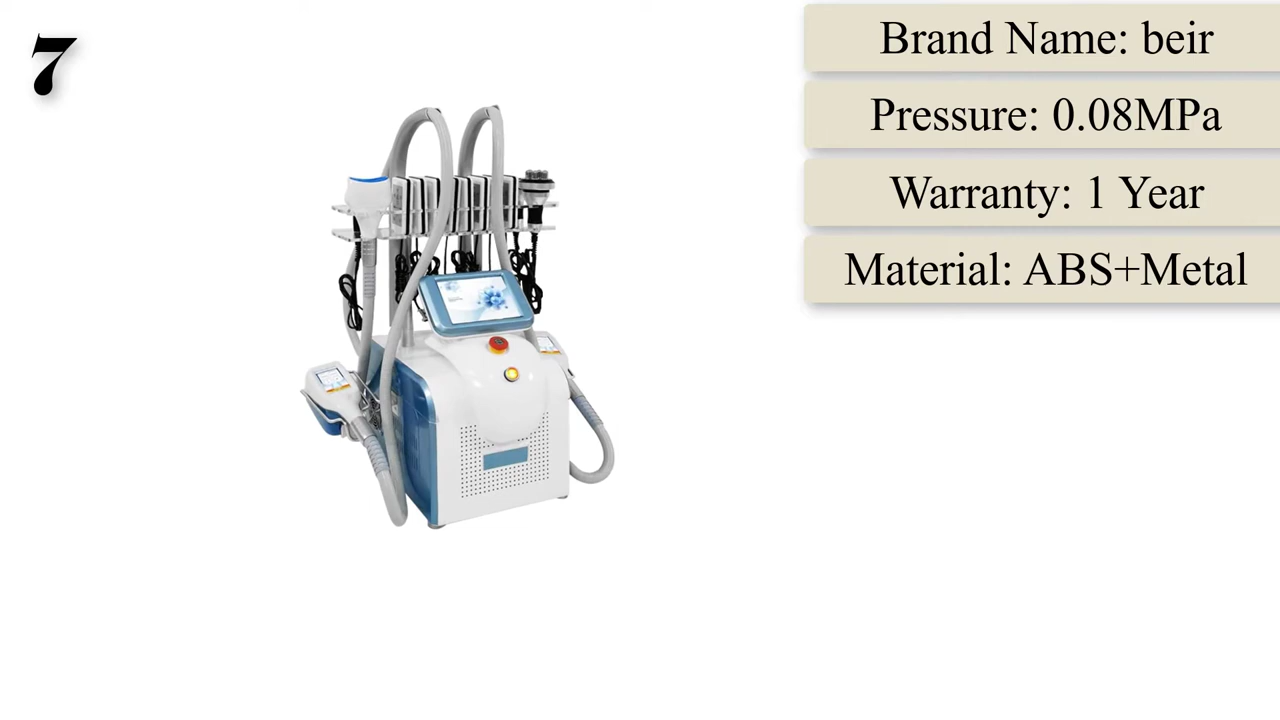 7
Brand Name: beir
Pressure: 0.08MPa
Warranty: 1 Year
Material: ABS+Metal